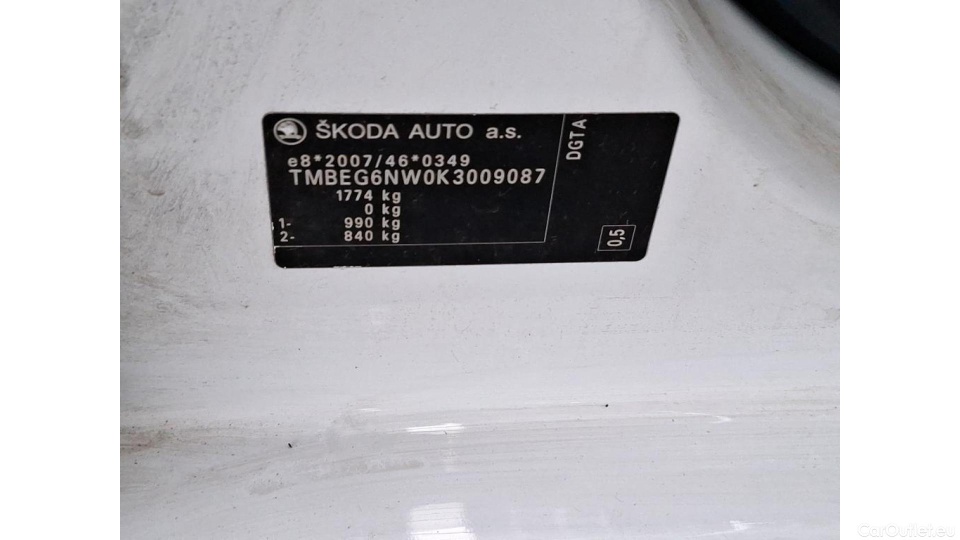 ŠKODA AUTO a.s.
e8*2007/46*0349
TMBEG6NW0K3009087
1774 kg
0 kg
1- 990 kg
2- 840 kg
DGTA
0,5
CarOutlet.eu